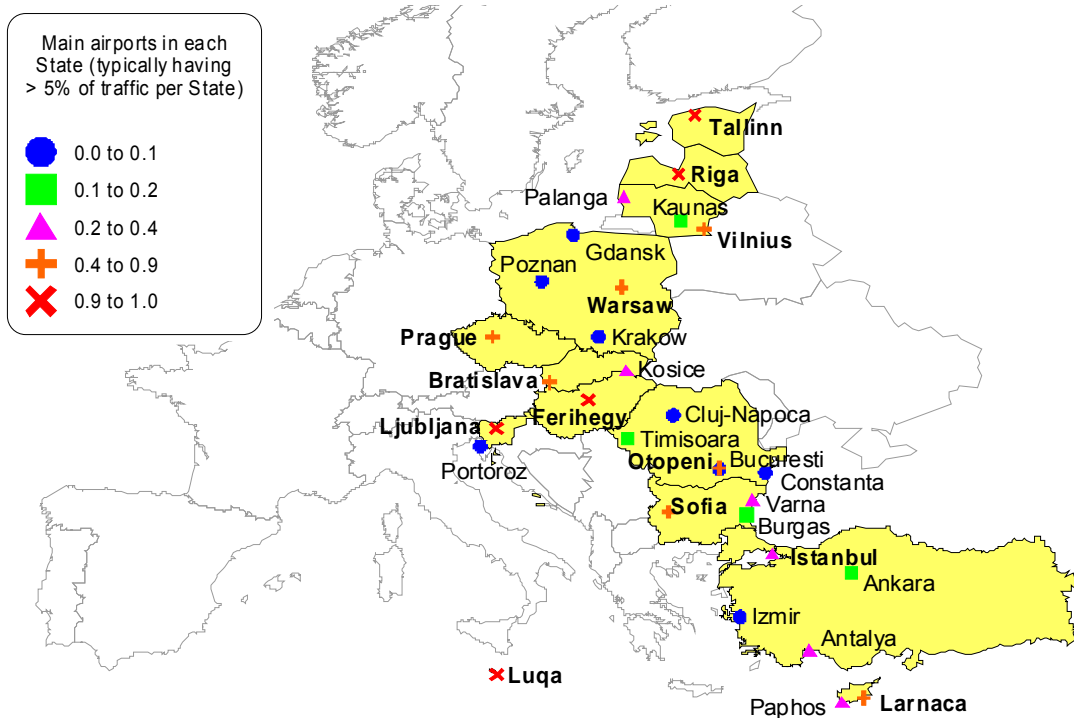 Main airports in each
State (typically having
> 5% of traffic per State)
0.0 to 0.1
0.1 to 0.2
0.2 to 0.4
0.4 to 0.9
0.9 to 1.0
Tallinn
Riga
Palanga
Kaunas
Vilnius
Gdansk
Poznan
Warsaw
Prague
Krakow
Kosice
Bratislava
Ferihegy
Cluj-Napoca
Ljubljana
Timisoara
Otopeni
Bucuresti
Portoroz
Constanta
Varna
Sofia
Burgas
Istanbul
Ankara
Izmir
Antalya
Luqa
Paphos
Larnaca